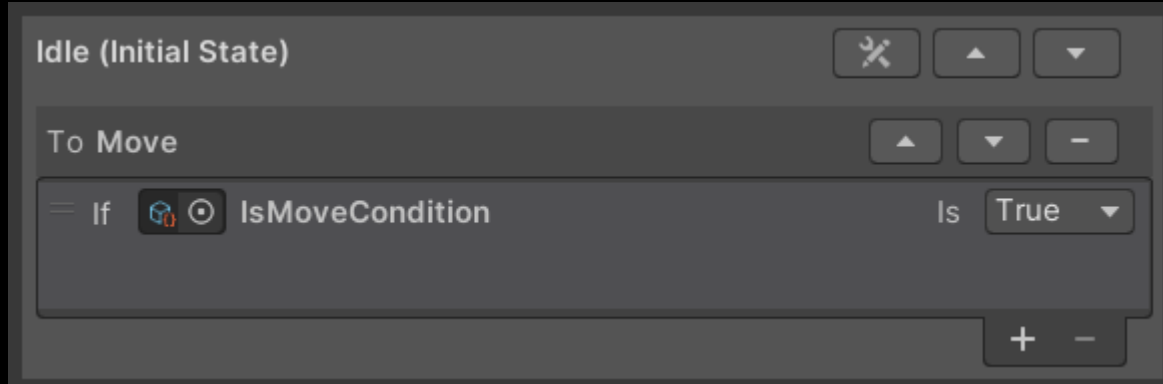 Idle (Initial State)
To Move
If IsMoveCondition Is True